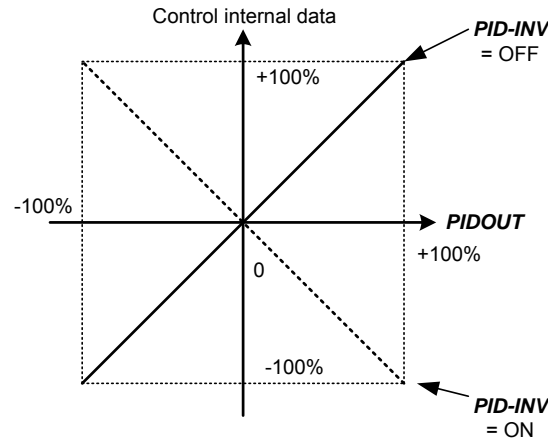 Control internal data
PID-INV
= OFF
+100%
-100%
PIDOUT
+100%
0
-100%
PID-INV
= ON